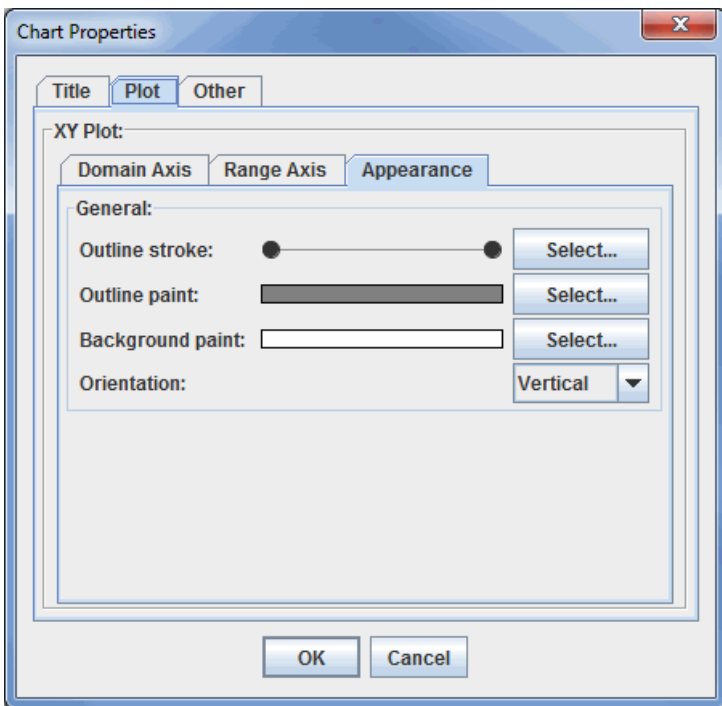 Chart Properties
X
Title Plot Other
XY Plot:
Domain Axis Range Axis Appearance
General:
Outline stroke: Select...
Outline paint: Select...
Background paint: Select...
Orientation: Vertical
OK Cancel